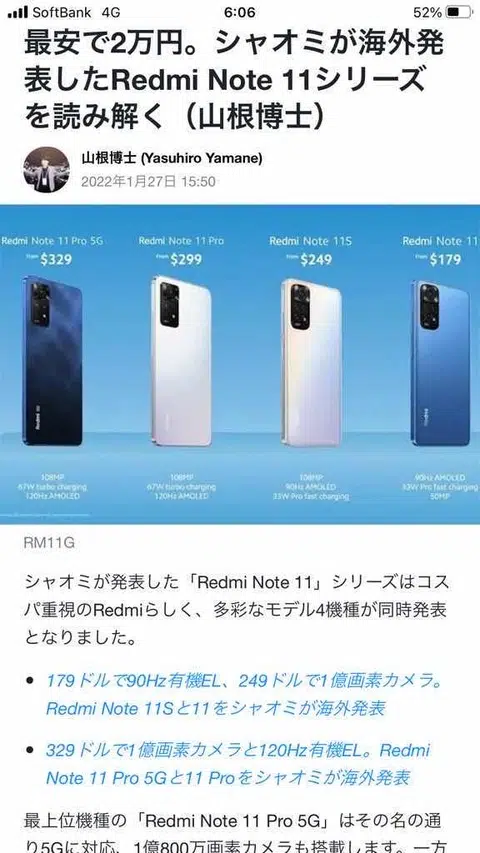 SoftBank 4G 6:06 52%
最安で2万円。シャオミが海外発
表したRedmi Note 11シリーズ
を読み解く（山根博士）
山根博士 (Yasuhiro Yamane)
2022年1月27日 15:50
Redmi Note 11 Pro 5G
From $329
Redmi Note 11 Pro
From $299
Redmi Note 11S
From $249
Redmi Note 11
From $179
108MP
67W turbo charging
120Hz AMOLED
108MP
67W turbo charging
120Hz AMOLED
108MP
90Hz AMOLED
33W Pro fast charging
90Hz AMOLED
33W Pro fast charging
50MP
RM11G
シャオミが発表した「Redmi Note 11」シリーズはコス
パ重視のRedmiらしく、多彩なモデル4機種が同時発表
となりました。
• 179ドルで90Hz有機EL、249ドルで1億画素カメラ。
Redmi Note 11Sと11をシャオミが海外発表
• 329ドルで1億画素カメラと120Hz有機EL。Redmi
Note 11 Pro 5Gと11 Proをシャオミが海外発表
最上位機種の「Redmi Note 11 Pro 5G」はその名の通
り5Gに対応、1億800万画素カメラも搭載します。一方